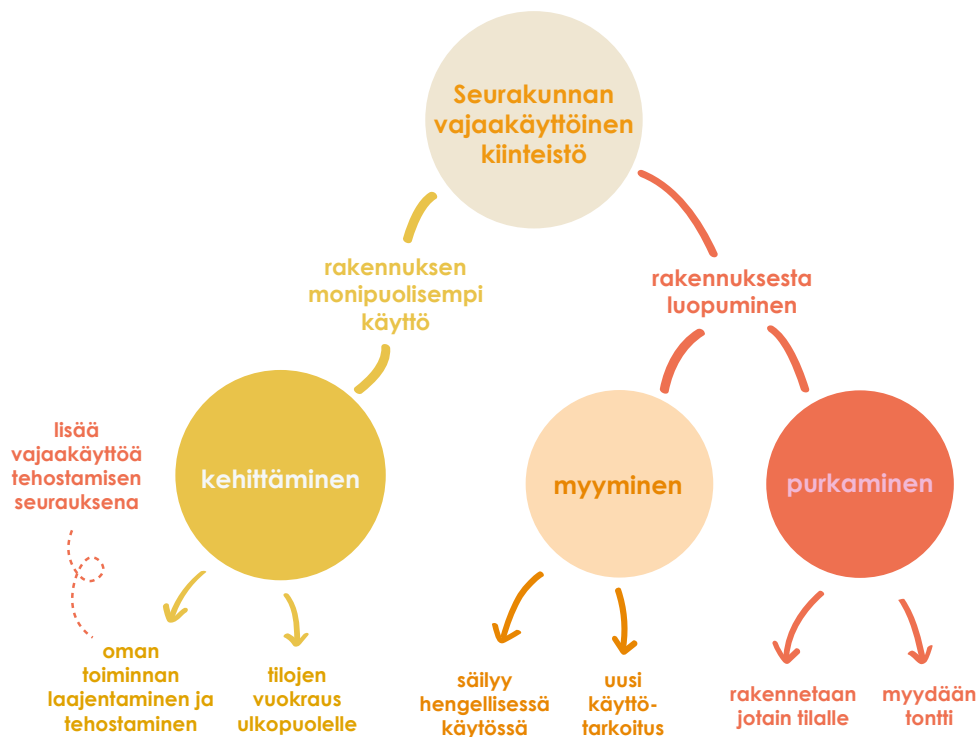 Seurakunnan
vajaakäyttöinen
kiinteistö
rakennuksen
monipuolisempi
käyttö
rakennuksesta
luopuminen
lisää
vajaakäyttöä
tehostamisen
seurauksena
kehittäminen
myyminen
purkaminen
oman
toiminnan
laajentaminen ja
tehostaminen
tilojen
vuokraus
ulkopuolelle
säilyy
hengellisessä
käytössä
uusi
käyttö-
tarkoitus
rakennetaan
jotain tilalle
myydään
tontti